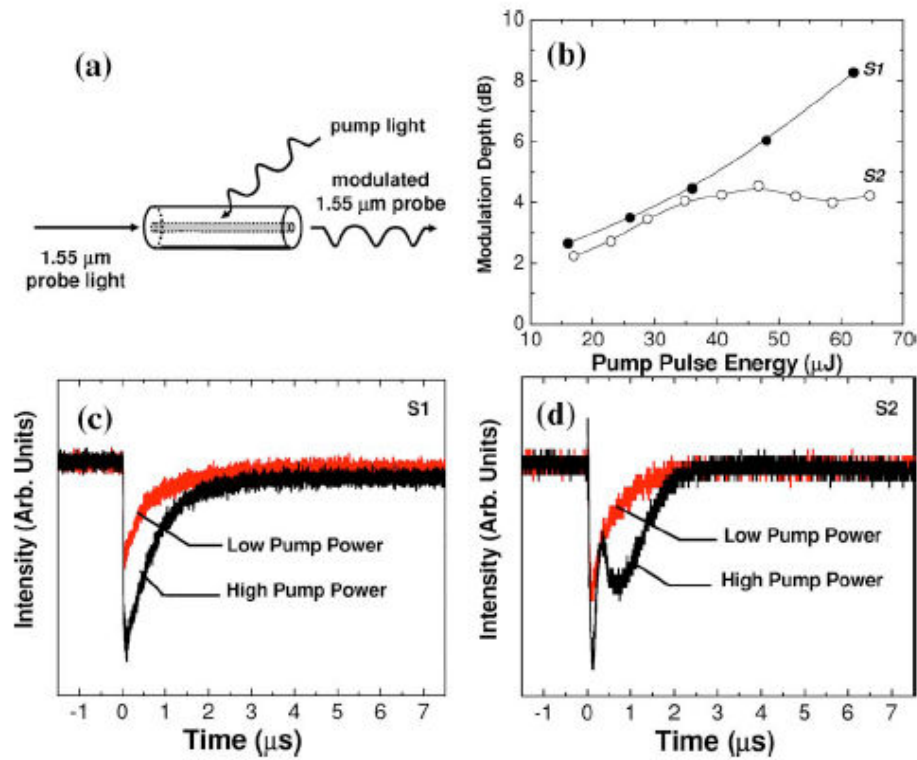 (a)
pump light
modulated
1.55 μm probe
1.55 μm
probe light
(b)
S1
S2
Modulation Depth (dB)
10
8
6
4
2
0
10 20 30 40 50 60 70
Pump Pulse Energy (μJ)
(c)
S1
Intensity (Arb. Units)
Low Pump Power
High Pump Power
-1 0 1 2 3 4 5 6 7
Time (μs)
(d)
S2
Intensity (Arb. Units)
Low Pump Power
High Pump Power
-1 0 1 2 3 4 5 6 7
Time (μs)